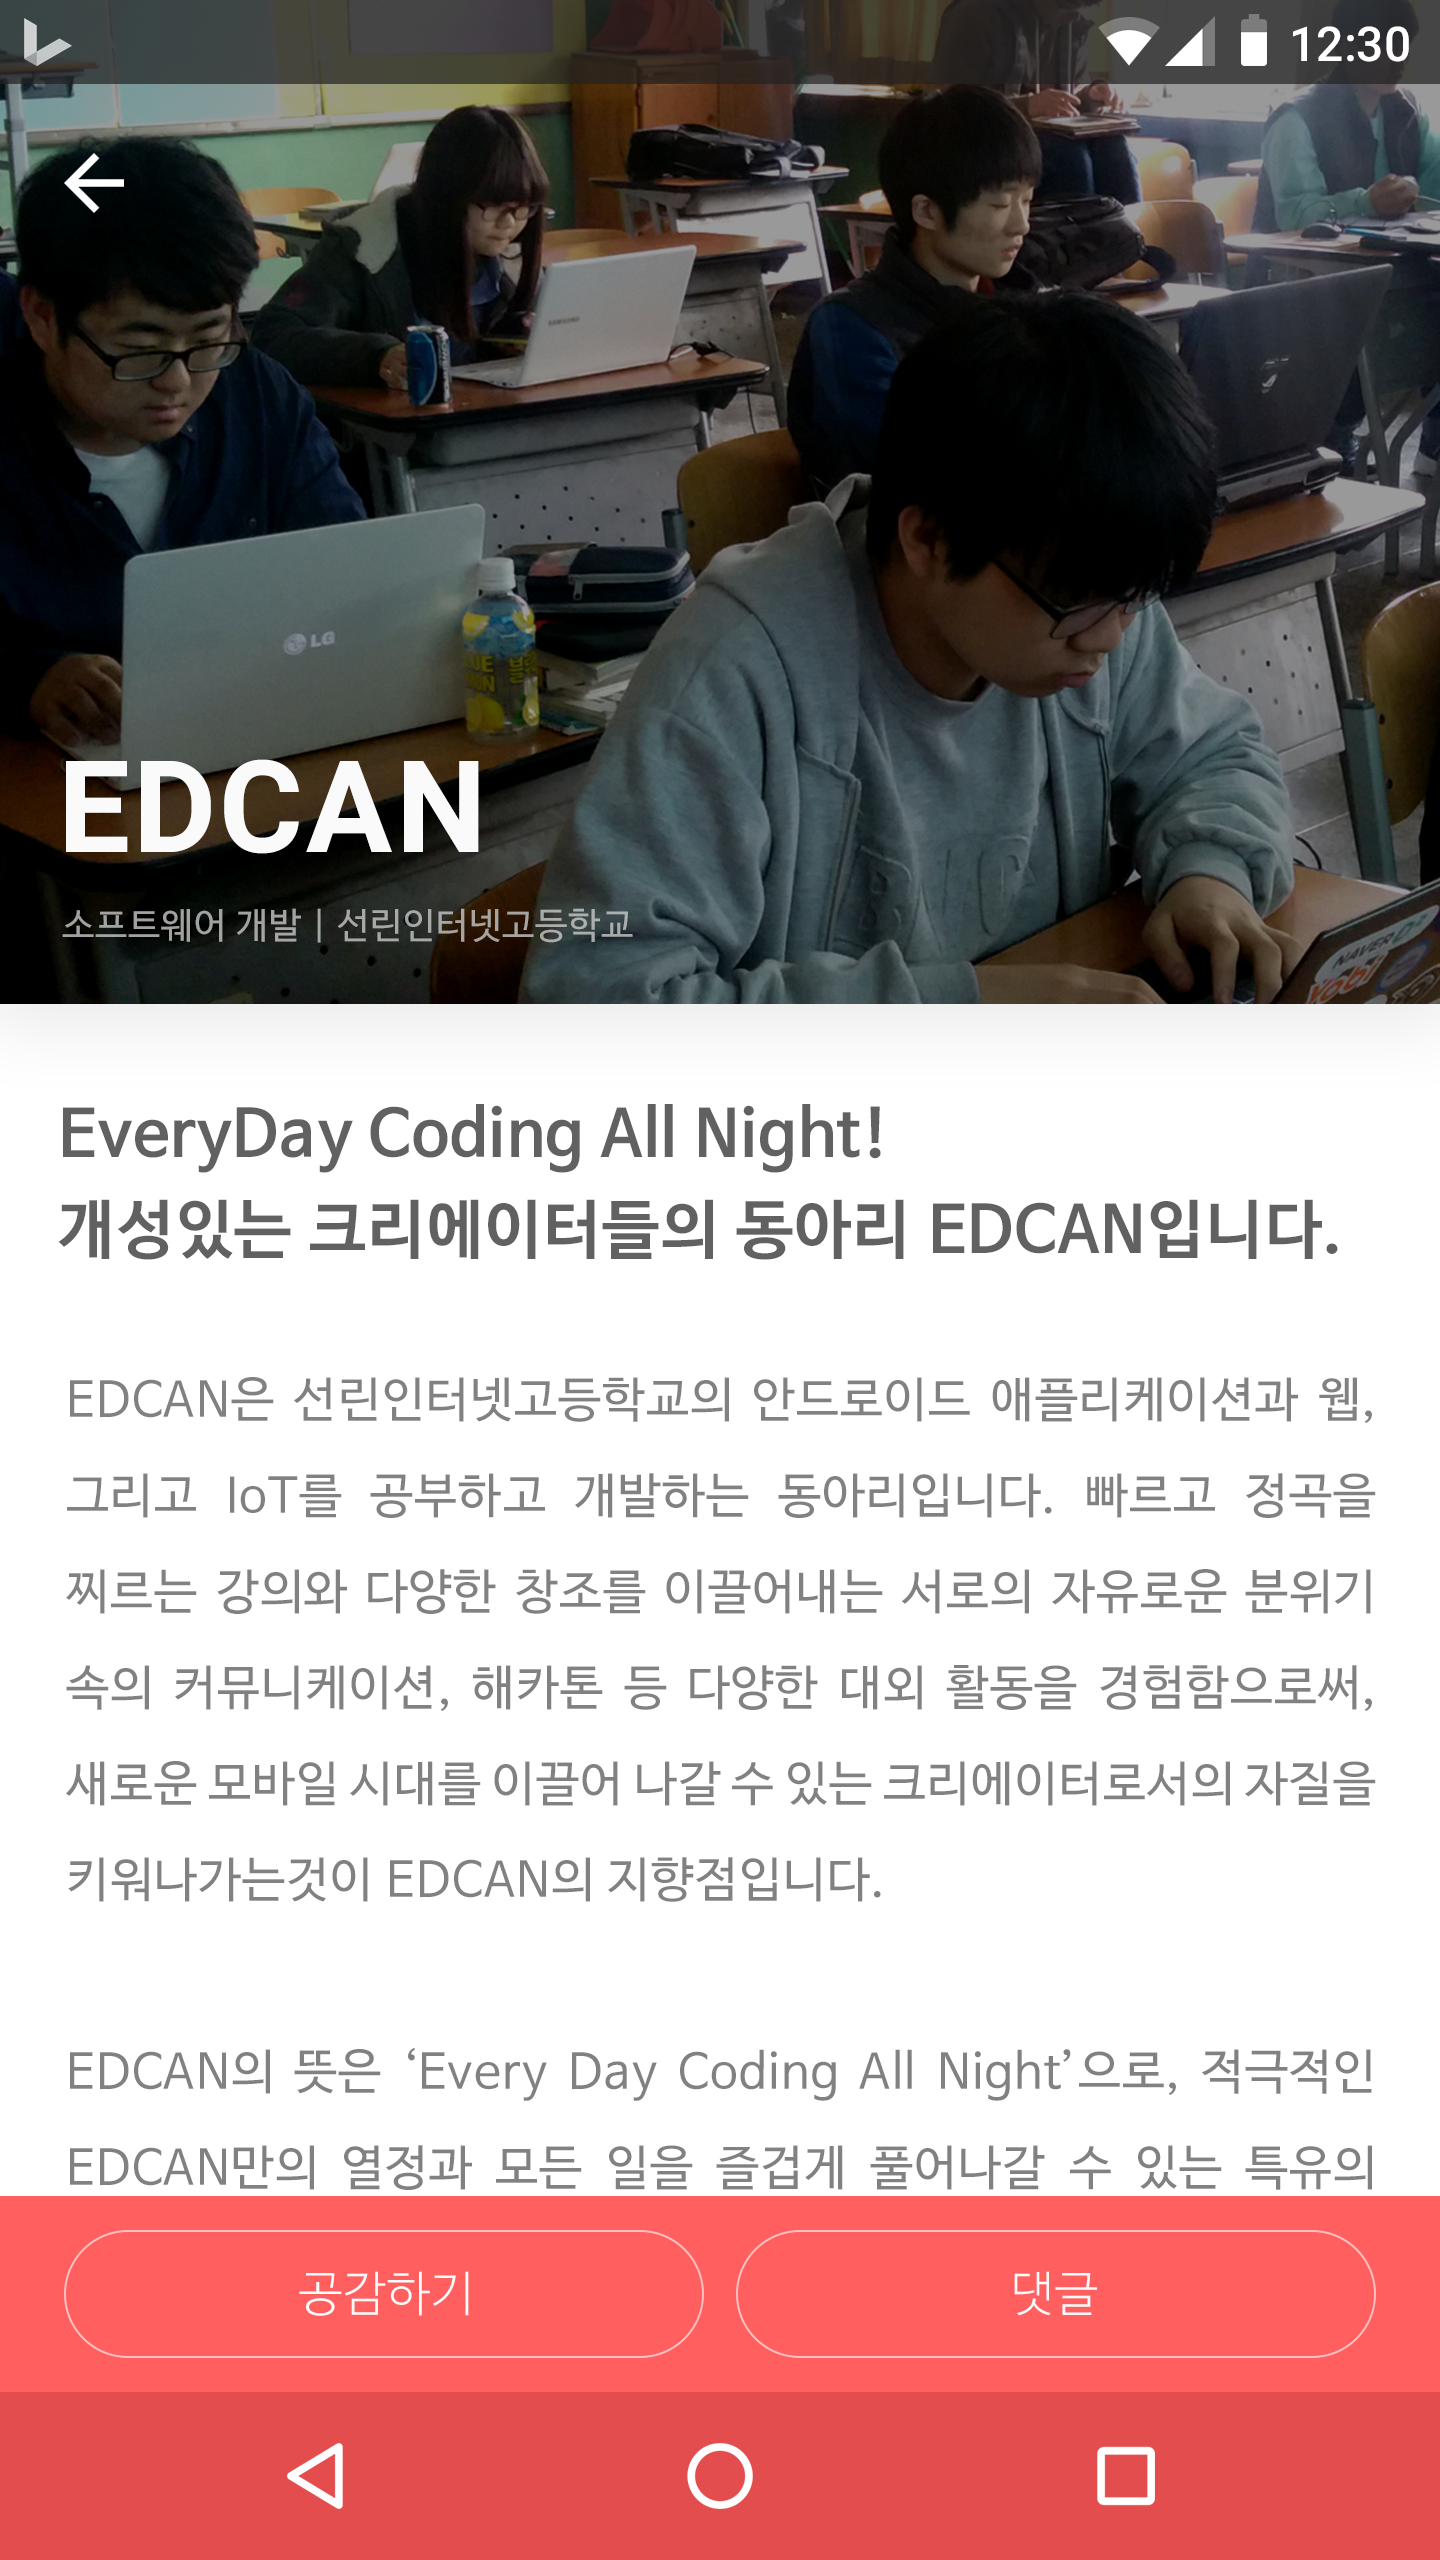 12:30
SAMSUNG
LG
블루
NAVER
Yobi
EDCAN
소프트웨어 개발 | 선린인터넷고등학교
EveryDay Coding All Night!
개성있는 크리에이터들의 동아리 EDCAN입니다.
EDCAN은 선린인터넷고등학교의 안드로이드 애플리케이션과 웹,
그리고 IoT를 공부하고 개발하는 동아리입니다. 빠르고 정곡을
찌르는 강의와 다양한 창조를 이끌어내는 서로의 자유로운 분위기
속의 커뮤니케이션, 해카톤 등 다양한 대외 활동을 경험함으로써,
새로운 모바일 시대를 이끌어 나갈 수 있는 크리에이터로서의 자질을
키워나가는것이 EDCAN의 지향점입니다.
EDCAN의 뜻은 ‘Every Day Coding All Night’으로, 적극적인
EDCAN만의 열정과 모든 일을 즐겁게 풀어나갈 수 있는 특유의
공감하기
댓글